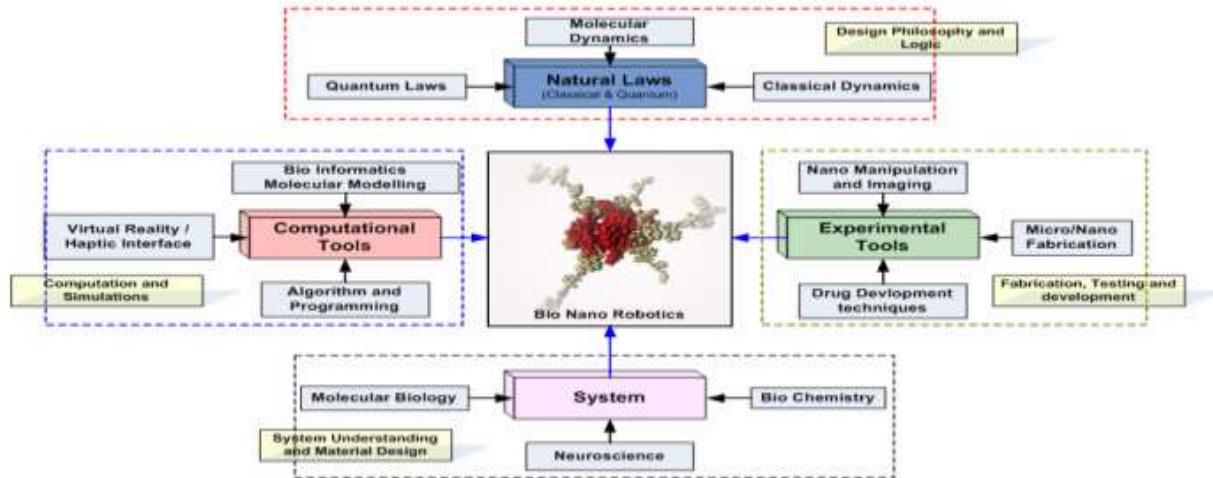 Molecular
Dynamics
Design Philosophy and
Logic
Natural Laws
(Classical & Quantum)
Quantum Laws
Classical Dynamics
Bio Informatics
Molecular Modelling
Virtual Reality /
Haptic Interface
Computational
Tools
Computation and
Simulations
Algorithm and
Programming
Bio Nano Robotics
Nano Manipulation
and Imaging
Experimental
Tools
Micro/Nano
Fabrication
Drug Devlopment
techniques
Fabrication, Testing and
development
Molecular Biology
System
Bio Chemistry
System Understanding
and Material Design
Neuroscience